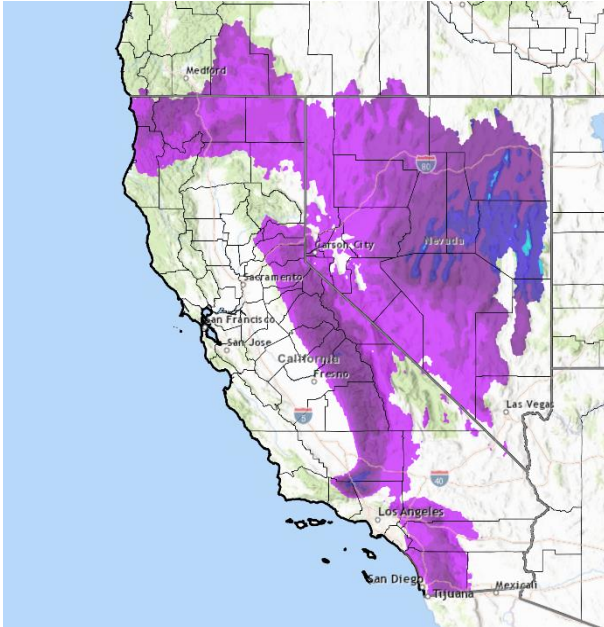 Medford
80
Carson City
Nevada
Sacramento
San Francisco
San Jose
California
Fresno
5
Las Vegas
40
Los Angeles
San Diego
Mexicali
Tijuana